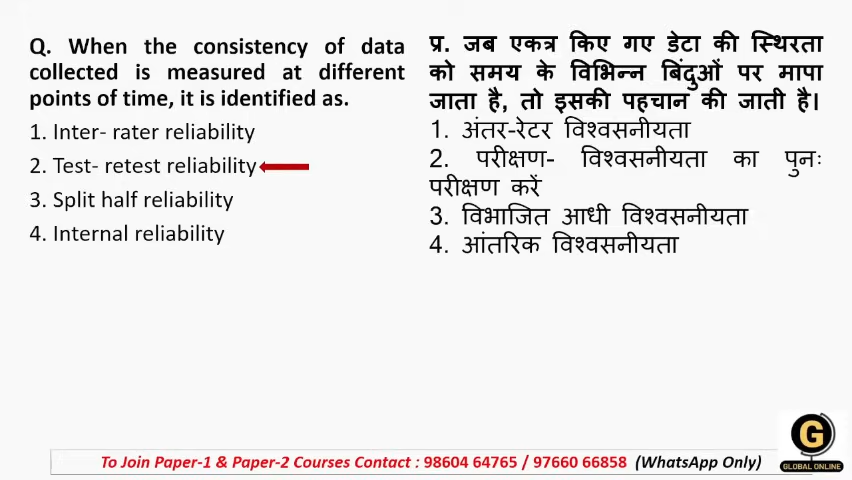 Q. When the consistency of data
collected is measured at different
points of time, it is identified as.
1. Inter- rater reliability
2. Test- retest reliability
3. Split half reliability
4. Internal reliability
प्र. जब एकत्र किए गए डेटा की स्थिरता
को समय के विभिन्न बिंदुओं पर मापा
जाता है, तो इसकी पहचान की जाती है।
1. अंतर-रेटर विश्वसनीयता
2. परीक्षण- विश्वसनीयता का पुनः
परीक्षण करें
3. विभाजित आधी विश्वसनीयता
4. आंतरिक विश्वसनीयता
G
GLOBAL ONLINE
To Join Paper-1 & Paper-2 Courses Contact : 98604 64765 / 97660 66858 (WhatsApp Only)